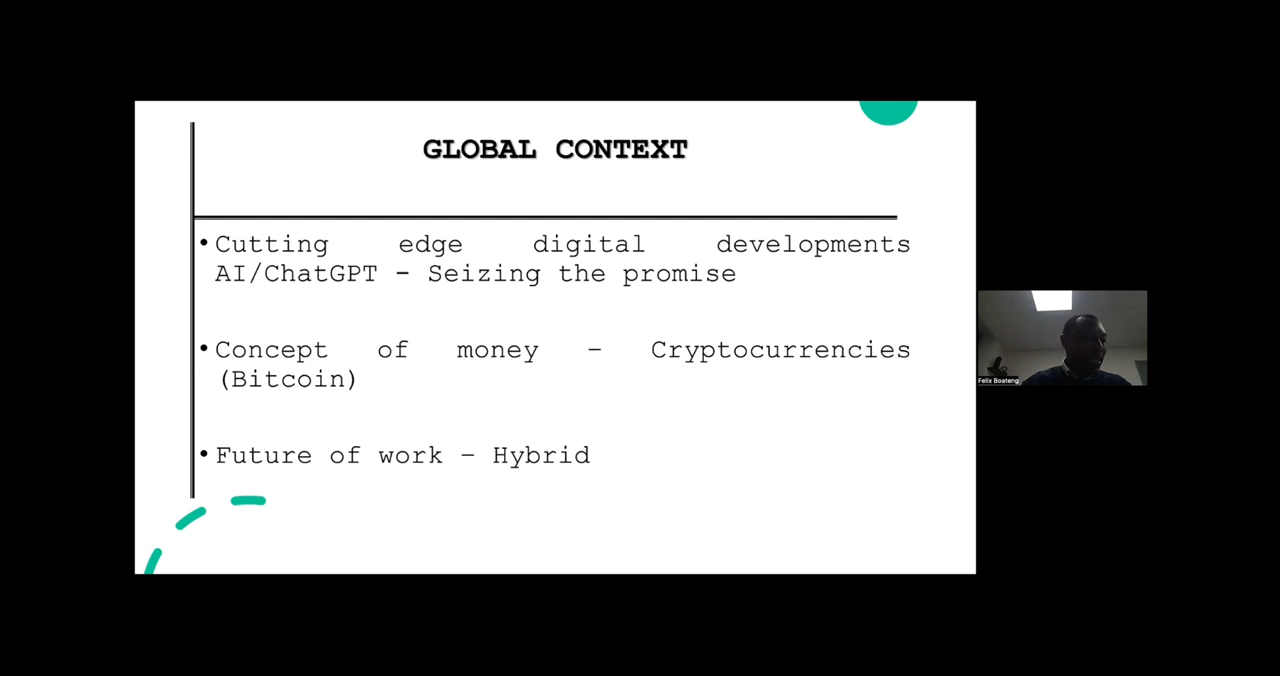 GLOBAL CONTEXT
• Cutting edge digital developments
AI/ChatGPT - Seizing the promise
• Concept of money – Cryptocurrencies
(Bitcoin)
• Future of work – Hybrid
Felix Boateng